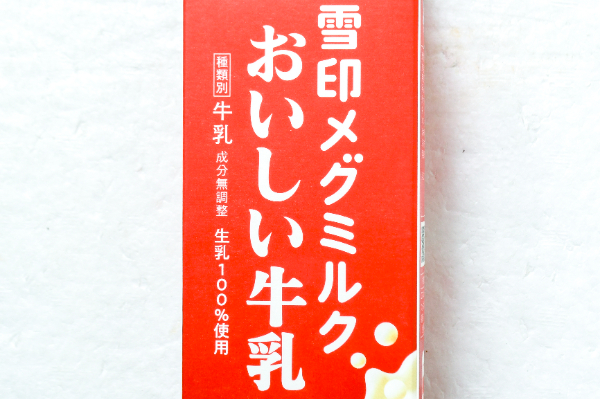 雪印メグミルク
おいしい牛乳
種類別 牛乳 成分無調整 生乳100%使用